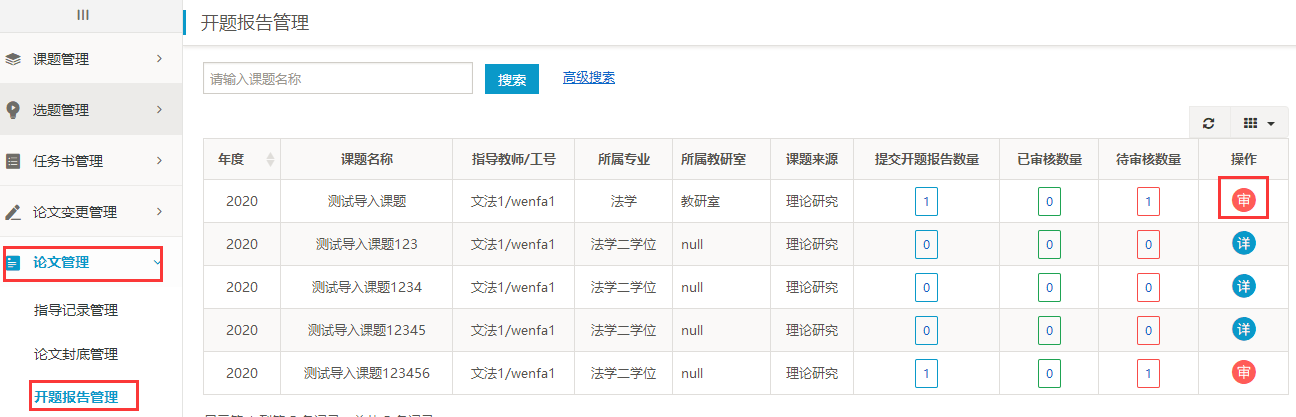 开题报告管理
课题管理
选题管理
任务书管理
论文变更管理
论文管理
指导记录管理
论文封底管理
开题报告管理
请输入课题名称 搜索 高级搜索
年度 课题名称 指导教师/工号 所属专业 所属教研室 课题来源 提交开题报告数量 已审核数量 待审核数量 操作
2020 测试导入课题 文法1/wenfa1 法学 教研室 理论研究 1 0 1 审
2020 测试导入课题123 文法1/wenfa1 法学二学位 null 理论研究 0 0 0 详
2020 测试导入课题1234 文法1/wenfa1 法学二学位 null 理论研究 0 0 0 详
2020 测试导入课题12345 文法1/wenfa1 法学二学位 null 理论研究 0 0 0 详
2020 测试导入课题123456 文法1/wenfa1 法学二学位 null 理论研究 1 0 1 审